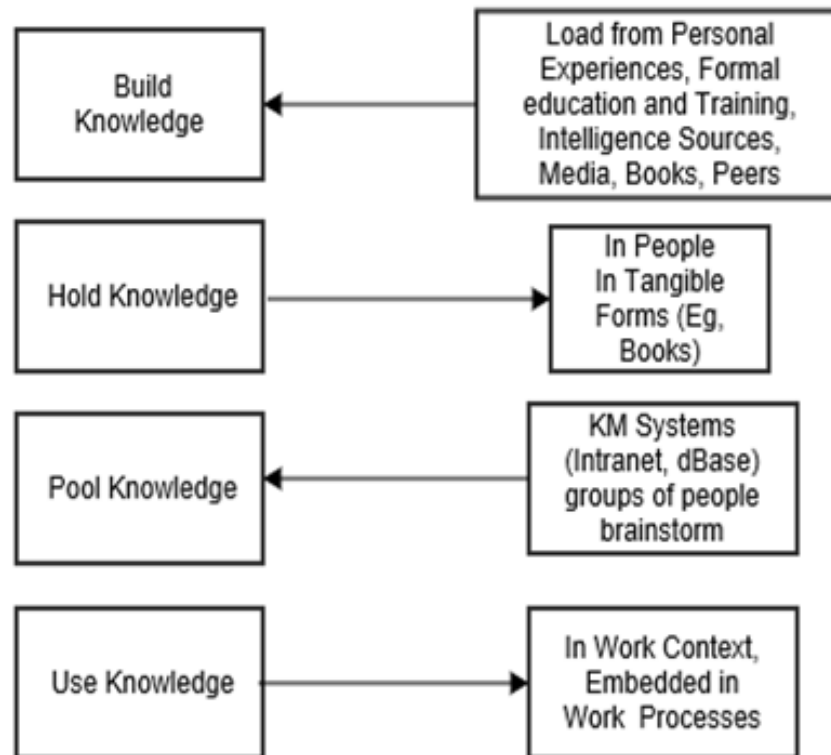 Build
Knowledge
Load from Personal
Experiences, Formal
education and Training,
Intelligence Sources,
Media, Books, Peers
Hold Knowledge
In People
In Tangible
Forms (Eg,
Books)
Pool Knowledge
KM Systems
(Intranet, dBase)
groups of people
brainstorm
Use Knowledge
In Work Context,
Embedded in
Work Processes